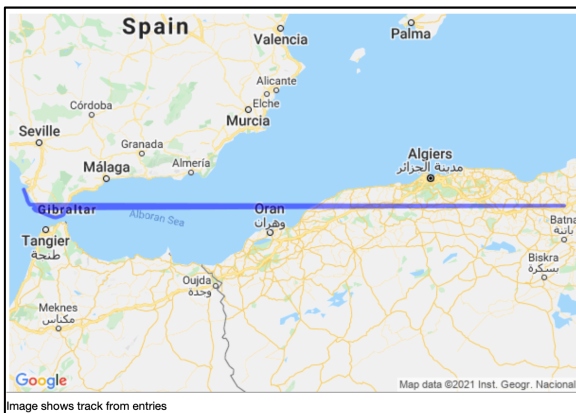 Spain
Valencia
Palma
Alicante
Elche
Córdoba
Murcia
Seville
Granada
Almería
Málaga
Algiers
مدينة الجزائر
Gibraltar
Alboran Sea
Oran
وهران
Batna
باتنة
Tangier
طنجة
Biskra
بسكرة
Oujda
وجدة
Meknes
مكناس
Google
Map data ©2021 Inst. Geogr. Nacional
Image shows track from entries